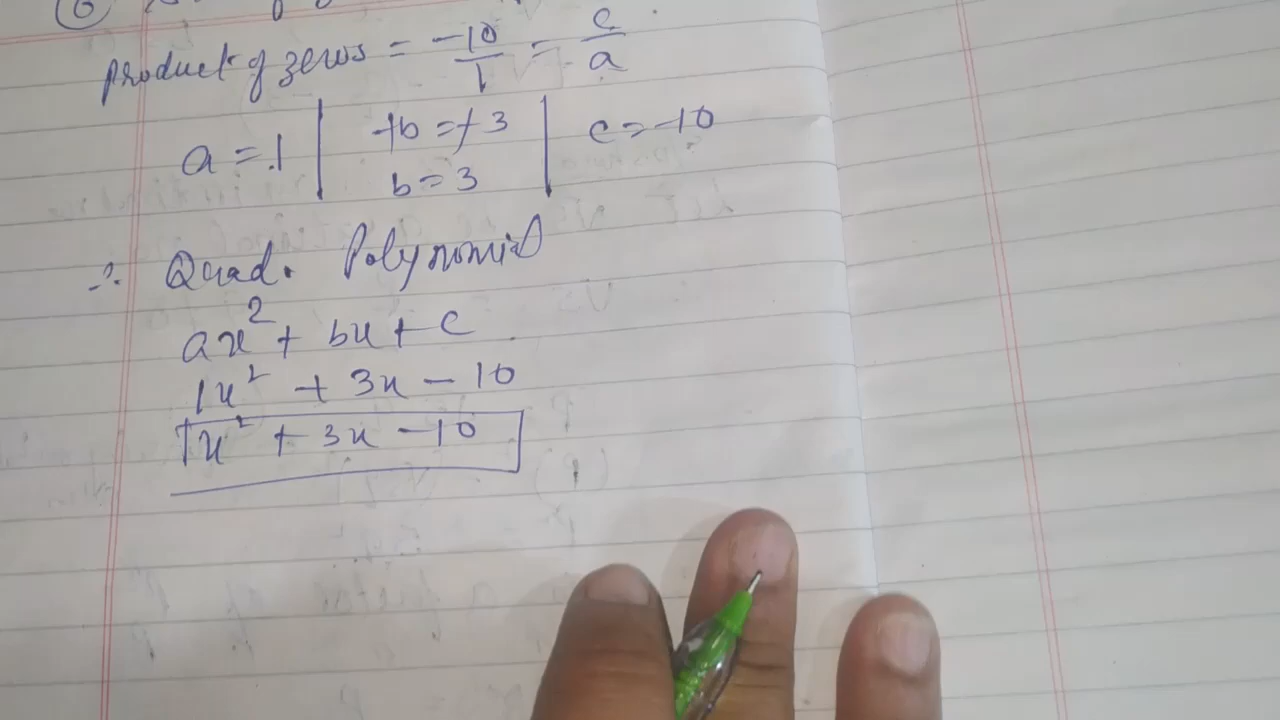 6
product of zeros = -10/1 = c/a
a = 1 | -b = -3 | c = -10
b = 3
∴ Quad. Polynomial
ax² + bx + c
1x² + 3x - 10
x² + 3x - 10